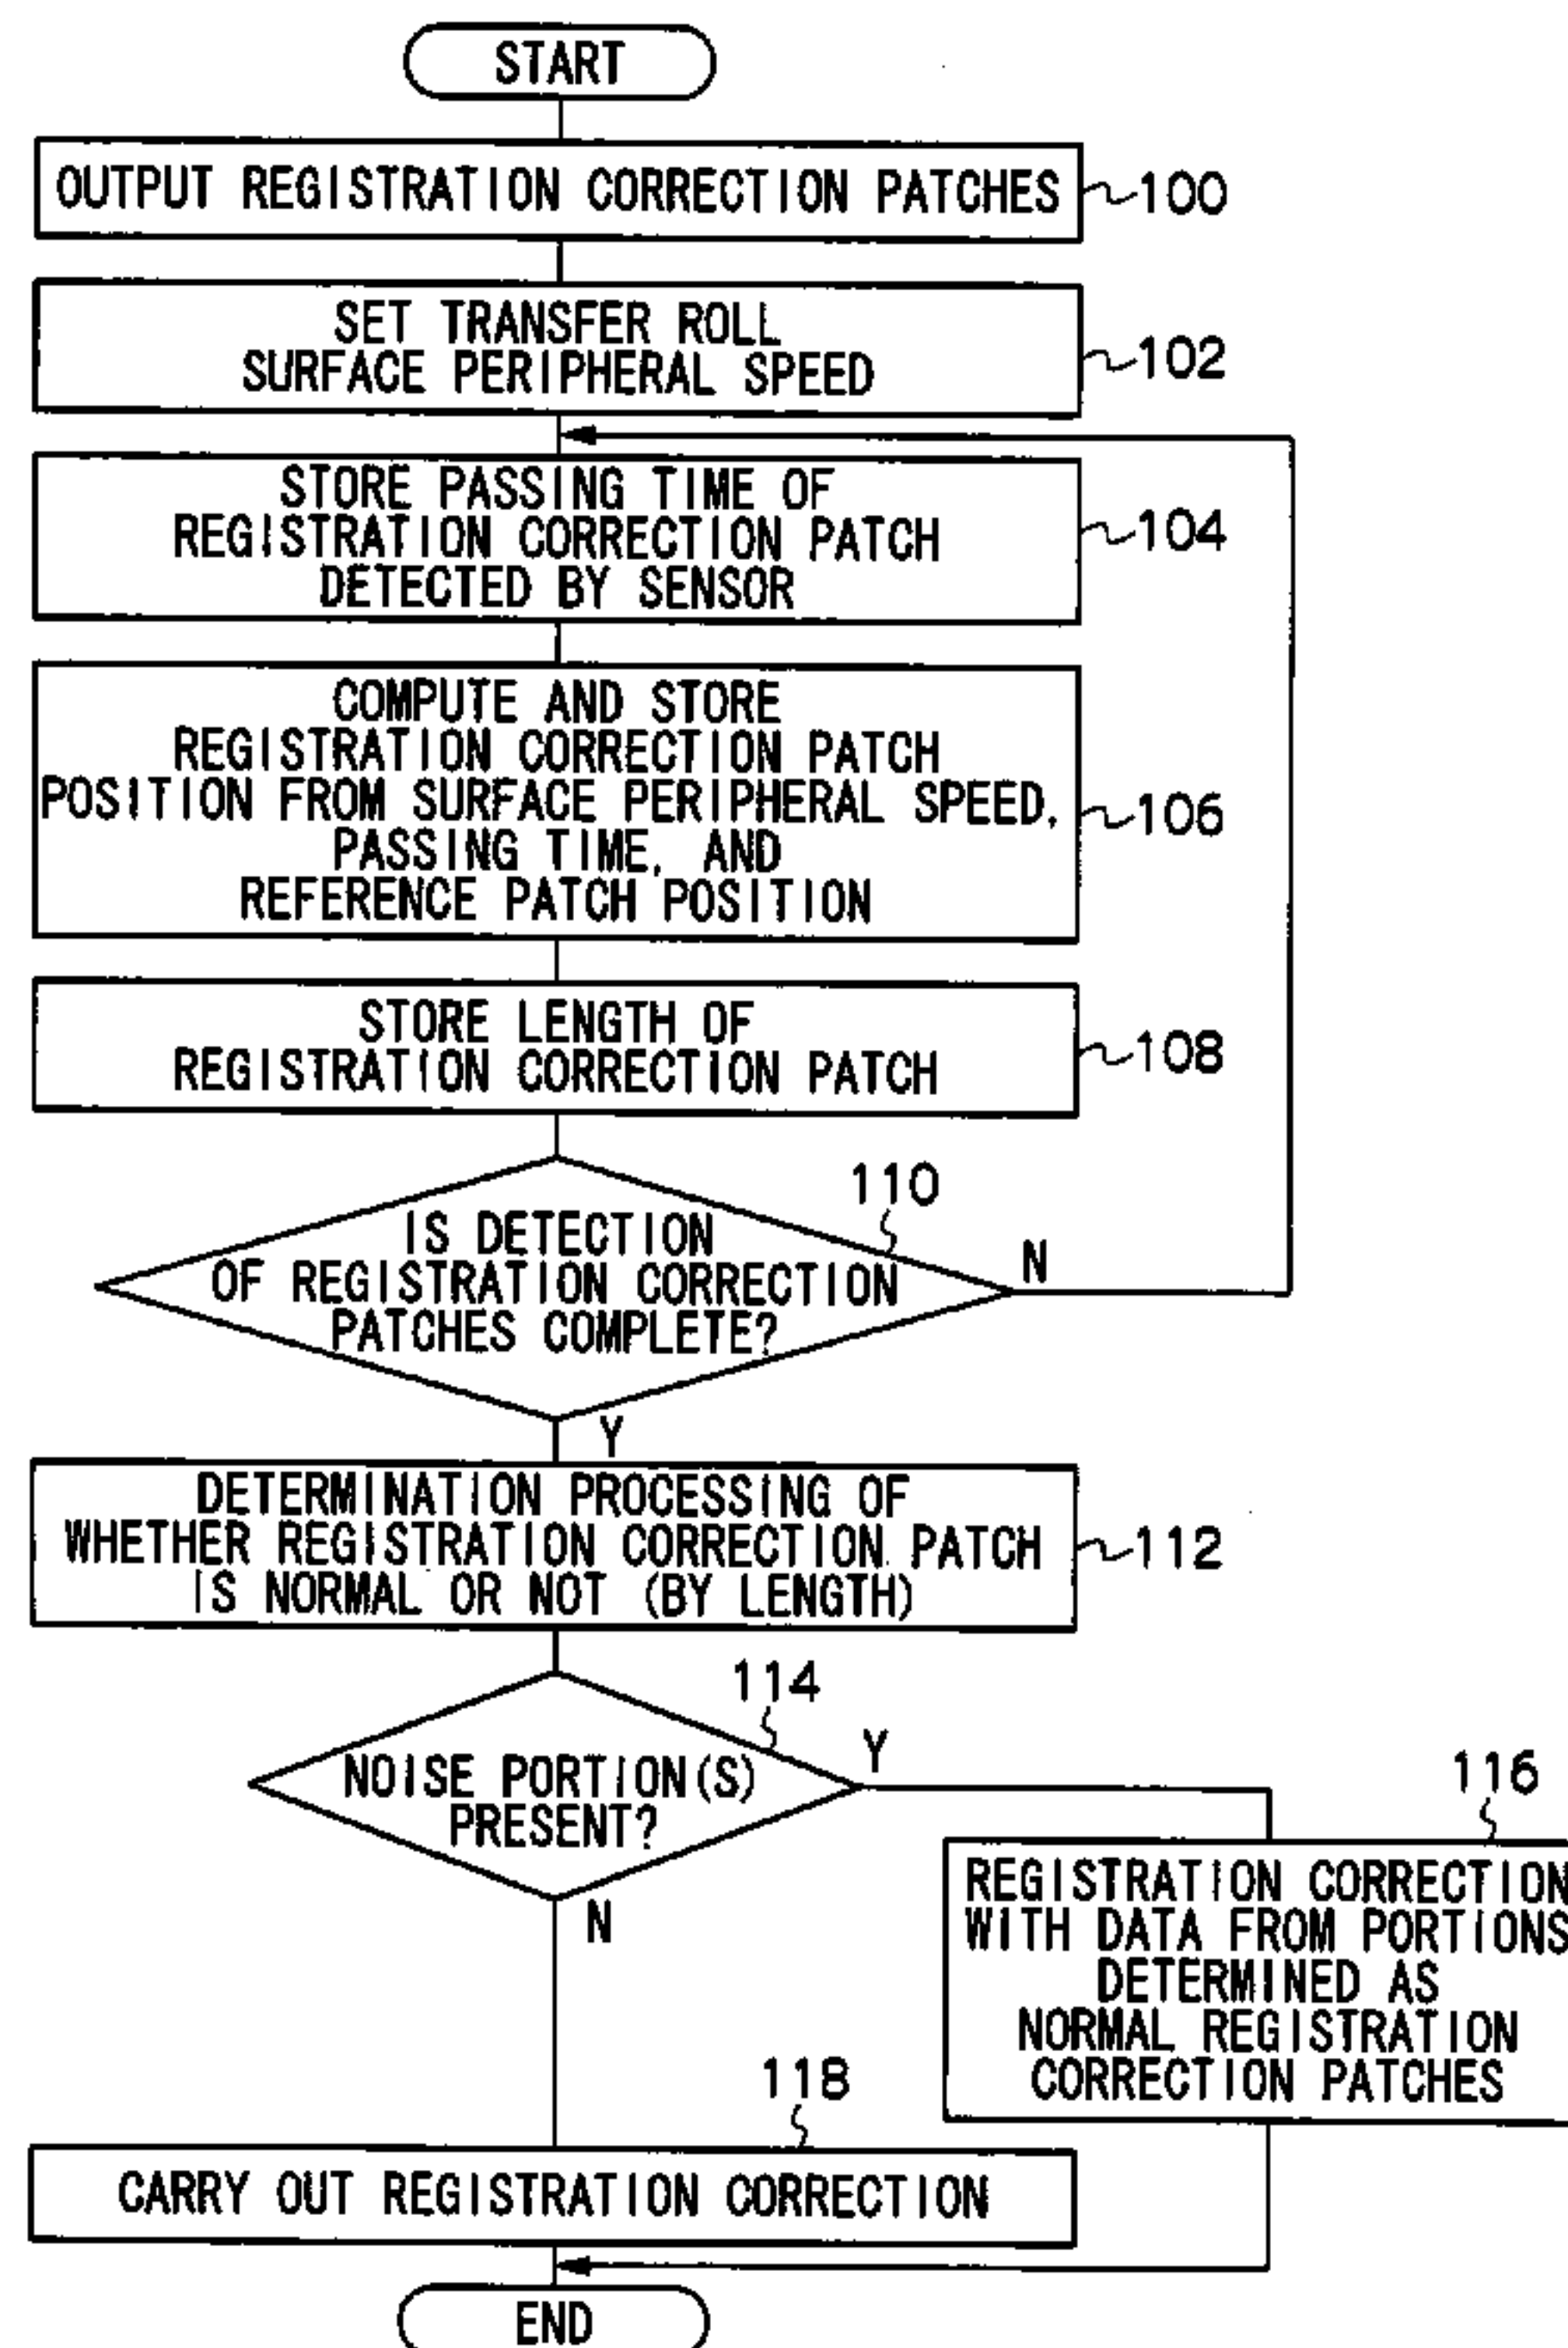 START
OUTPUT REGISTRATION CORRECTION PATCHES
100
SET TRANSFER ROLL
SURFACE PERIPHERAL SPEED
102
STORE PASSING TIME OF
REGISTRATION CORRECTION PATCH
DETECTED BY SENSOR
104
COMPUTE AND STORE
REGISTRATION CORRECTION PATCH
POSITION FROM SURFACE PERIPHERAL SPEED,
PASSING TIME, AND
REFERENCE PATCH POSITION
106
STORE LENGTH OF
REGISTRATION CORRECTION PATCH
108
110
IS DETECTION
OF REGISTRATION CORRECTION
PATCHES COMPLETE?
N
Y
DETERMINATION PROCESSING OF
WHETHER REGISTRATION CORRECTION PATCH
IS NORMAL OR NOT (BY LENGTH)
112
114
NOISE PORTION(S)
PRESENT?
Y
N
116
REGISTRATION CORRECTION
WITH DATA FROM PORTIONS
DETERMINED AS
NORMAL REGISTRATION
CORRECTION PATCHES
118
CARRY OUT REGISTRATION CORRECTION
END